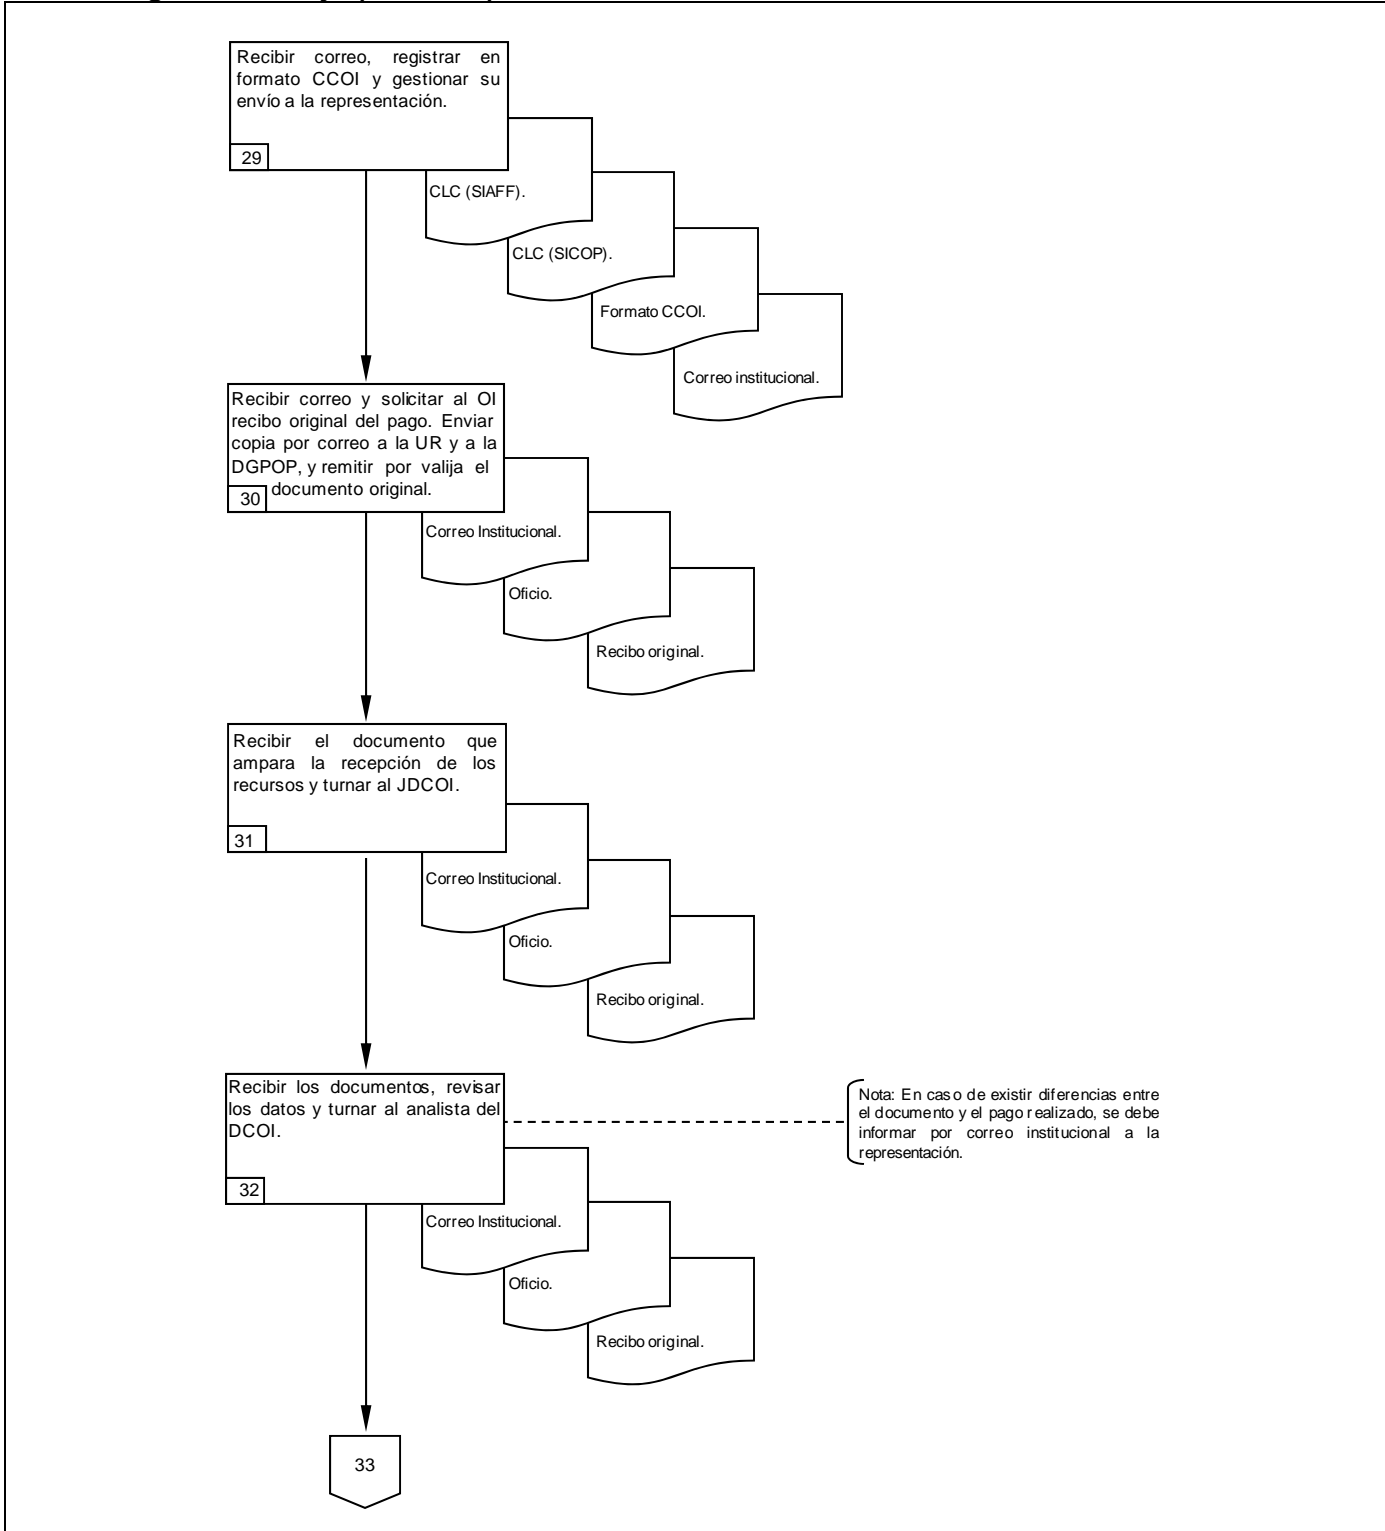 Recibir correo, registrar en
formato CCOI y gestionar su
envío a la representación.
29
CLC (SIAFF).
CLC (SICOP).
Formato CCOI.
Correo institucional.
Recibir correo y solicitar al OI
recibo original del pago. Enviar
copia por correo a la UR y a la
DGPOP, y remitir por valija el
documento original.
30
Correo Institucional.
Oficio.
Recibo original.
Recibir el documento que
ampara la recepción de los
recursos y turnar al JDCOI.
31
Correo Institucional.
Oficio.
Recibo original.
Recibir los documentos, revisar
los datos y turnar al analista del
DCOI.
32
Nota: En caso de existir diferencias entre
el documento y el pago realizado, se debe
informar por correo institucional a la
representación.
Correo Institucional.
Oficio.
Recibo original.
33